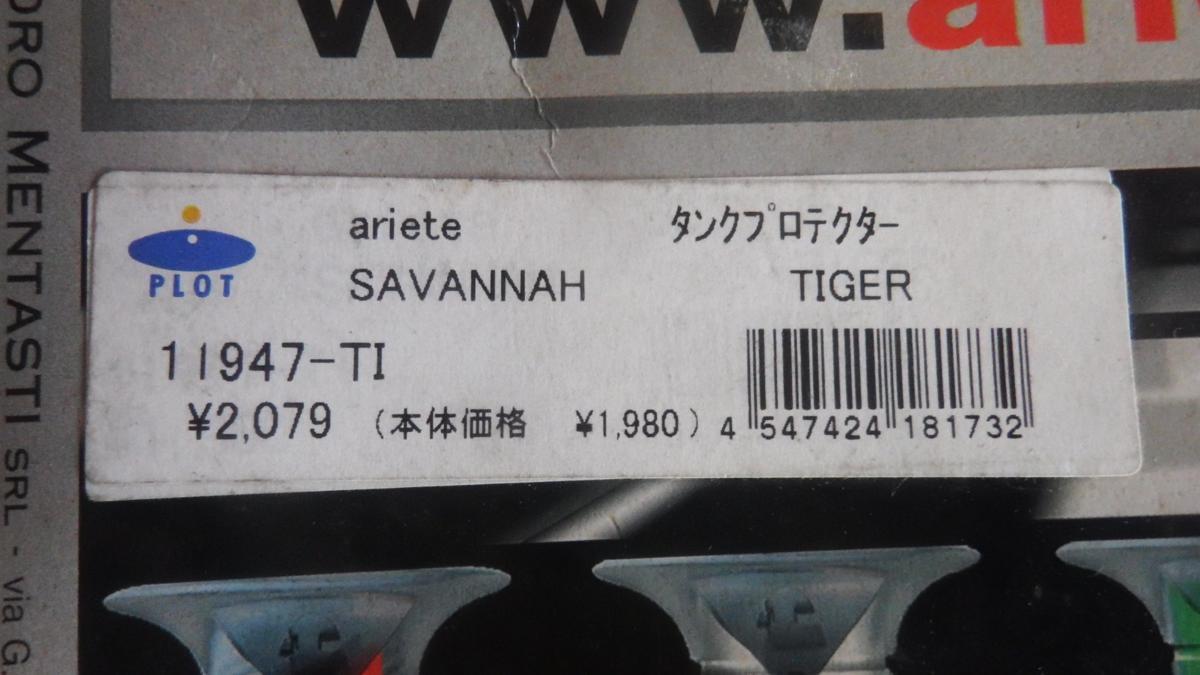 www.arie
ORO MENTASTI SRL - via G.
PLOT
ariete タンクプロテクター
SAVANNAH TIGER
11947-TI
¥2,079 (本体価格 ¥1,980)
4 547424 181732